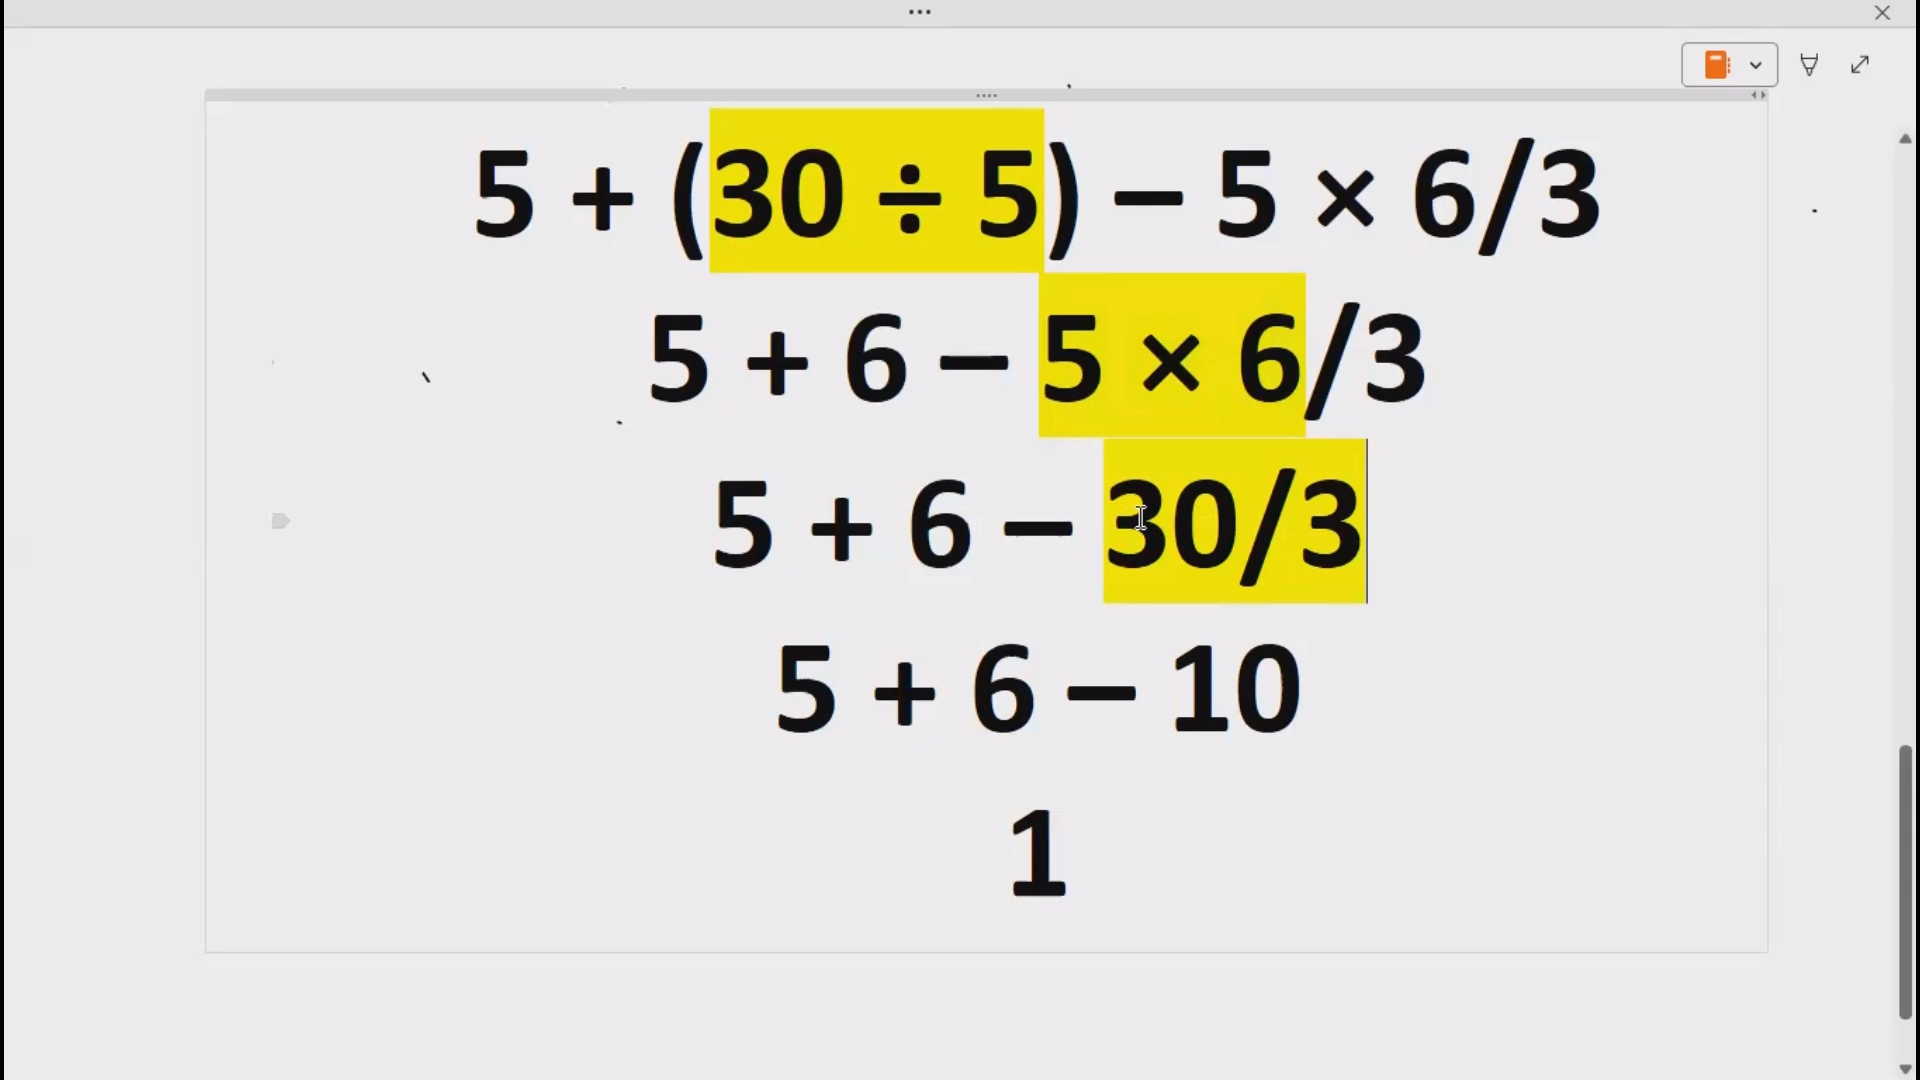 5 + (30 ÷ 5) – 5 × 6/3
5 + 6 – 5 × 6/3
5 + 6 – 30/3
5 + 6 – 10
1